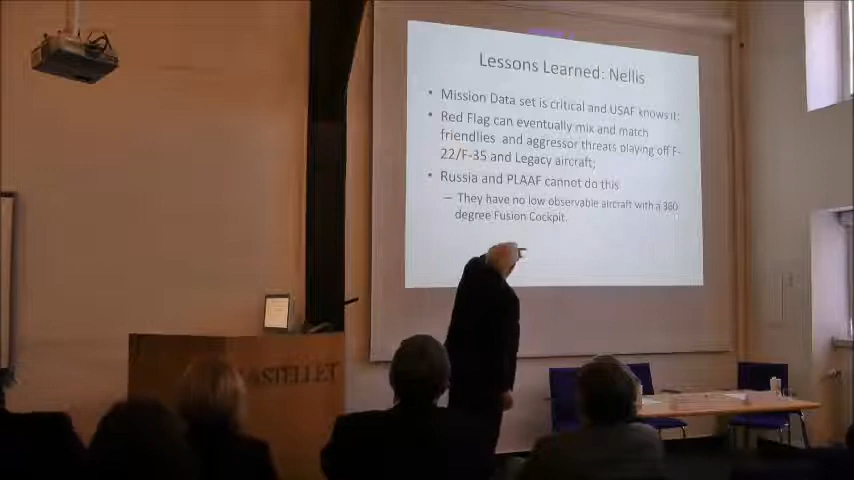 Lessons Learned: Nellis
• Mission Data set is critical and USAF knows it;
• Red Flag can eventually mix and match
friendlies and aggressor threats playing off F-
22/F-35 and Legacy aircraft;
• Russia and PLAAF cannot do this
– They have no low observable aircraft with a 360
degree Fusion Cockpit.
KASTELLET